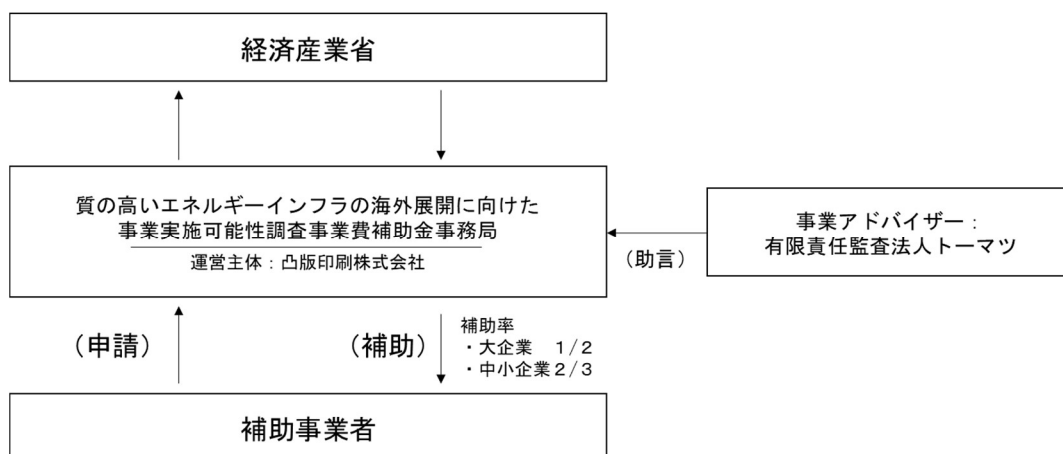 経済産業省
質の高いエネルギーインフラの海外展開に向けた
事業実施可能性調査事業費補助金事務局
運営主体：凸版印刷株式会社
事業アドバイザー：
有限責任監査法人トーマツ
（助言）
（申請）
（補助）
補助率
・大企業　1/2
・中小企業2/3
補助事業者